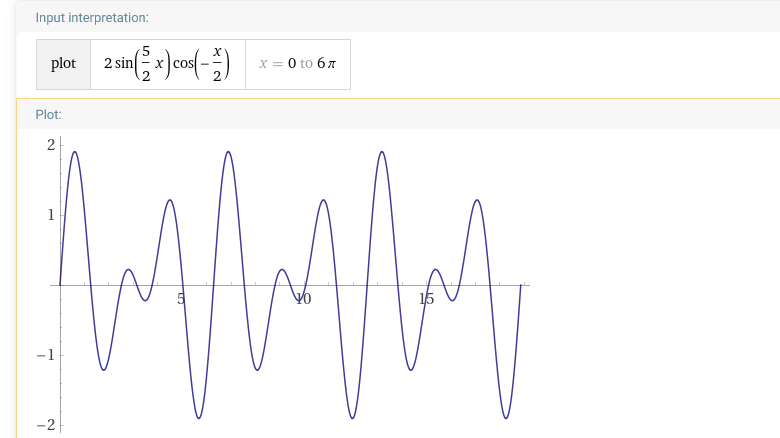 Input interpretation:
plot 2 sin(5/2 x) cos(-x/2) x = 0 to 6 π
Plot:
2
1
5 10 15
-1
-2